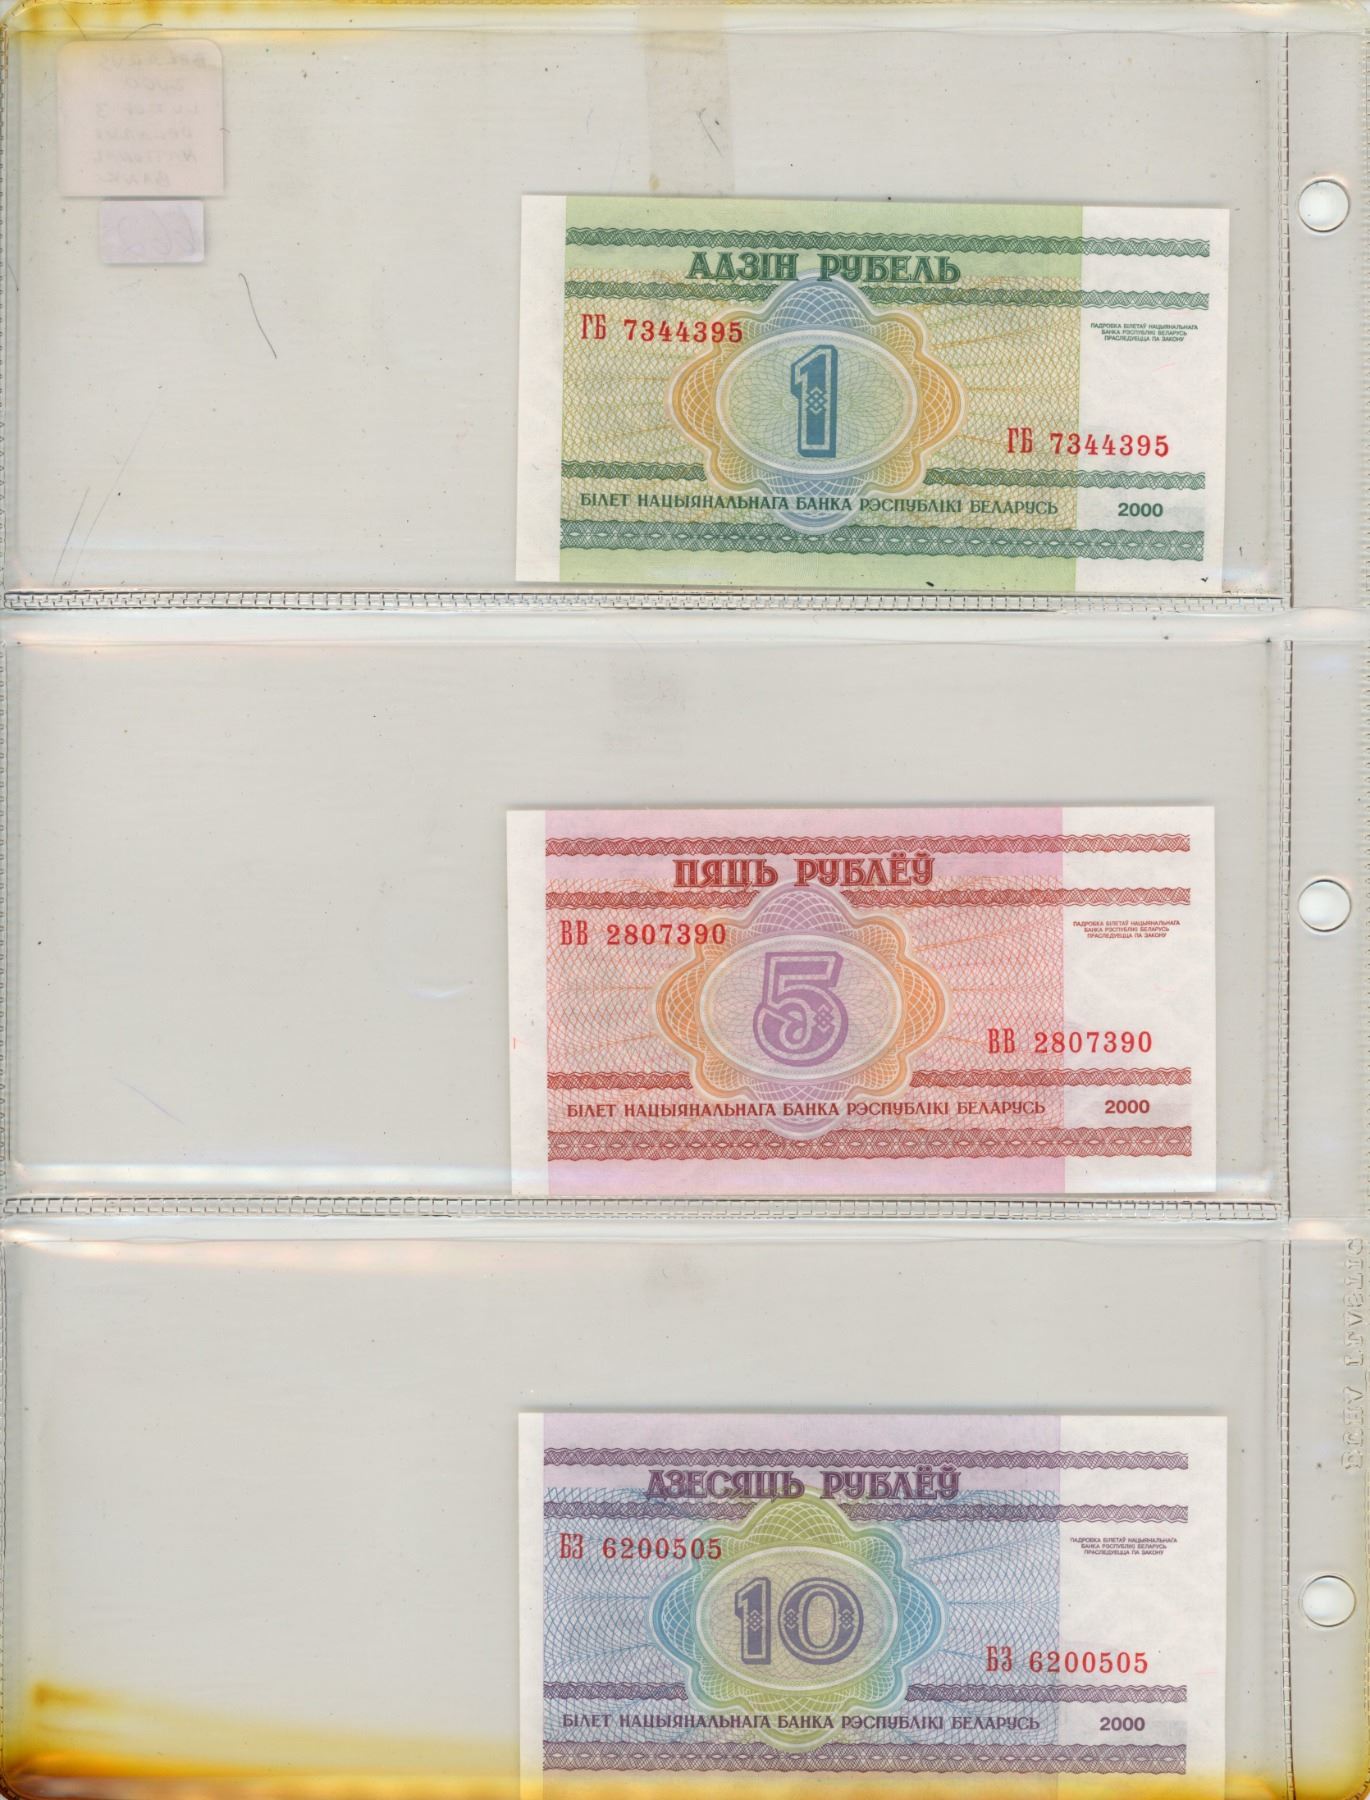 АДЗІН РУБЕЛЬ
ГБ 7344395
ПАДРОБКА БІЛЕТАЎ НАЦЫЯНАЛЬНАГА
БАНКА РЭСПУБЛІКІ БЕЛАРУСЬ
ПРАСЛЕДУЕЦЦА ПА ЗАКОНУ
1
ГБ 7344395
БІЛЕТ НАЦЫЯНАЛЬНАГА БАНКА РЭСПУБЛІКІ БЕЛАРУСЬ 2000
ПЯЦЬ РУБЛЁЎ
ВВ 2807390
ПАДРОБКА БІЛЕТАЎ НАЦЫЯНАЛЬНАГА
БАНКА РЭСПУБЛІКІ БЕЛАРУСЬ
ПРАСЛЕДУЕЦЦА ПА ЗАКОНУ
5
ВВ 2807390
БІЛЕТ НАЦЫЯНАЛЬНАГА БАНКА РЭСПУБЛІКІ БЕЛАРУСЬ 2000
ДЗЕСЯЦЬ РУБЛЁЎ
БЗ 6200505
ПАДРОБКА БІЛЕТАЎ НАЦЫЯНАЛЬНАГА
БАНКА РЭСПУБЛІКІ БЕЛАРУСЬ
ПРАСЛЕДУЕЦЦА ПА ЗАКОНУ
10
БЗ 6200505
БІЛЕТ НАЦЫЯНАЛЬНАГА БАНКА РЭСПУБЛІКІ БЕЛАРУСЬ 2000